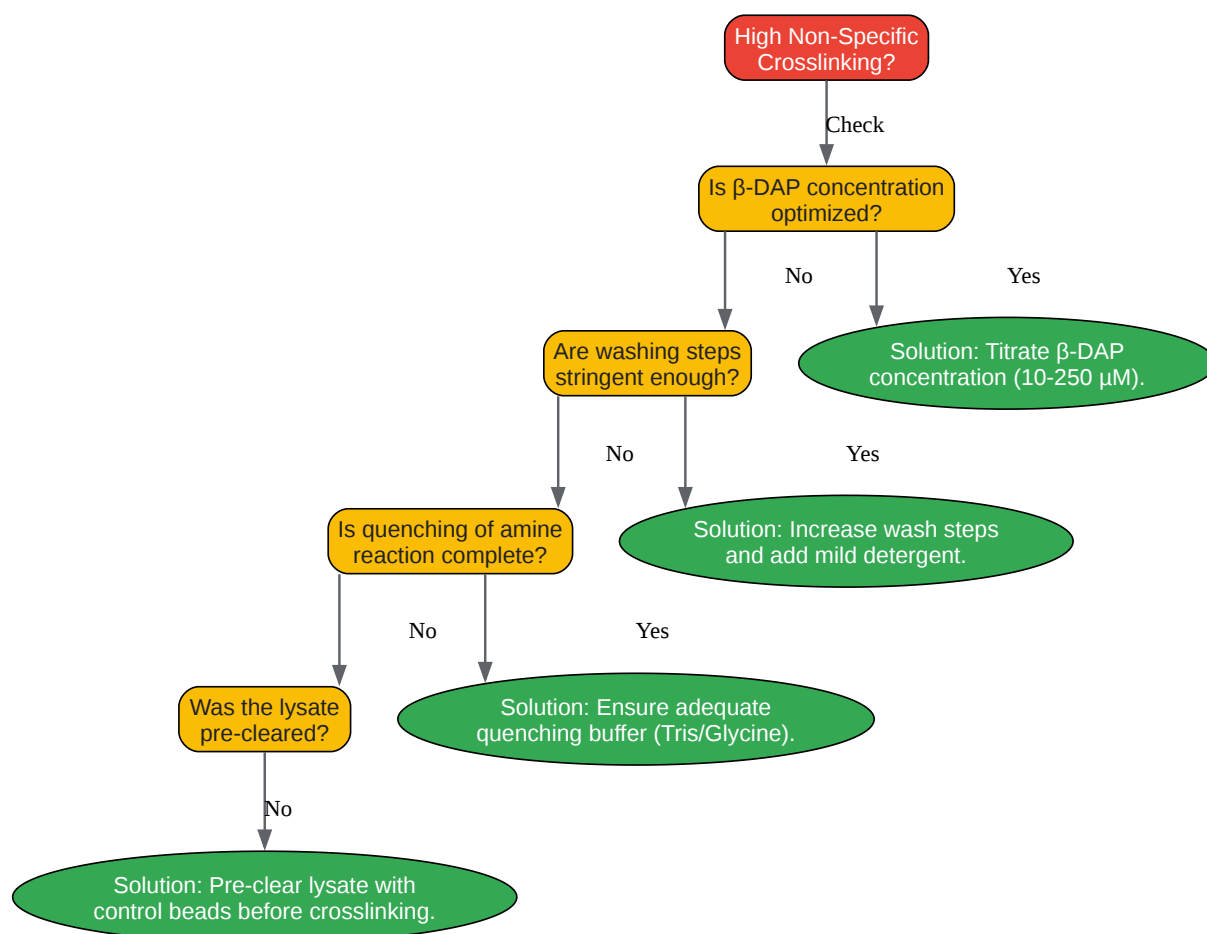 High Non-Specific
Crosslinking?
Check
Is β-DAP concentration
optimized?
No
Yes
Solution: Titrate β-DAP
concentration (10-250 µM).
Are washing steps
stringent enough?
No
Yes
Solution: Increase wash steps
and add mild detergent.
Is quenching of amine
reaction complete?
No
Yes
Solution: Ensure adequate
quenching buffer (Tris/Glycine).
Was the lysate
pre-cleared?
No
Solution: Pre-clear lysate with
control beads before crosslinking.